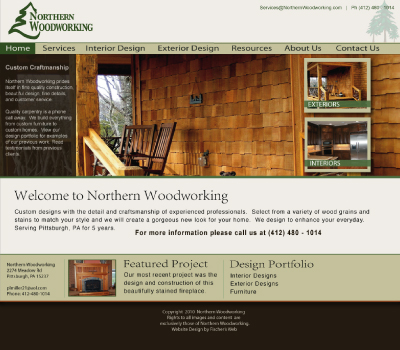 NORTHERN
WOODWORKING
Services@NorthernWoodworking.com | Ph (412) 480 - 1014
Home Services Interior Design Exterior Design Resources About Us Contact Us
Custom Craftmanship
Northern Woodworking prides
itself in fine quality construction,
beautiful design, fine details,
and customer service.
Quality carpentry is a phone
call away. We build everything
from custom furniture to
custom homes. View our
design portfolio for examples
of our previous work. Read
testimonials from previous
clients.
EXTERIORS
INTERIORS
Welcome to Northern Woodworking
Custom designs with the detail and craftsmanship of experienced professionals. Select from a variety of wood grains and
stains to match your style and we will create a gorgeous new look for your home. We design to enhance your everyday.
Serving Pittsburgh, PA for 5 years.
For more information please call us at (412) 480 - 1014
Northern Woodworking
2274 Meadow Rd
Pittsburgh, PA 15237
Phone: 412-480-1014
Featured Project
Our most recent project was the
design and construction of this
beautifully stained fireplace.
Design Portfolio
Interior Designs
Exterior Designs
Furniture
Copyright 2010 Northern Woodworking
Rights to all images and content are
exclusively those of Northern Woodworking.
Website Design by Fischers Web